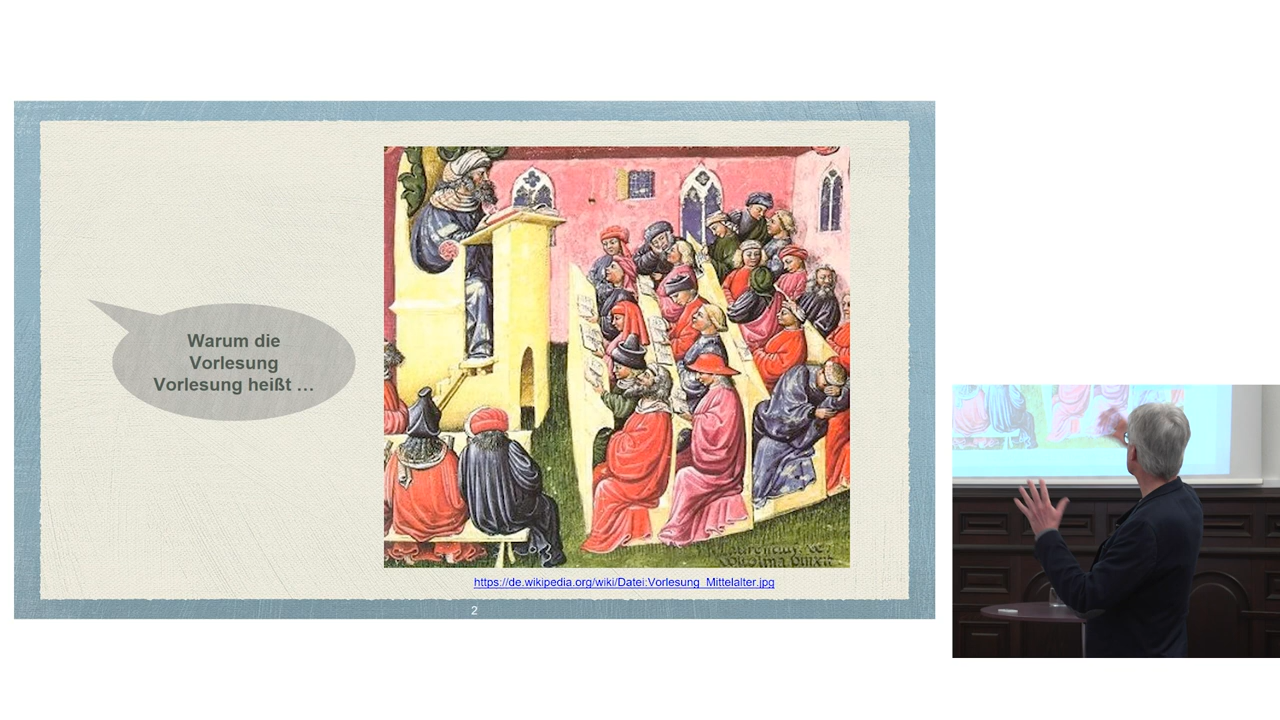 Warum die
Vorlesung
Vorlesung heißt …
https://de.wikipedia.org/wiki/Datei:Vorlesung_Mittelalter.jpg
2